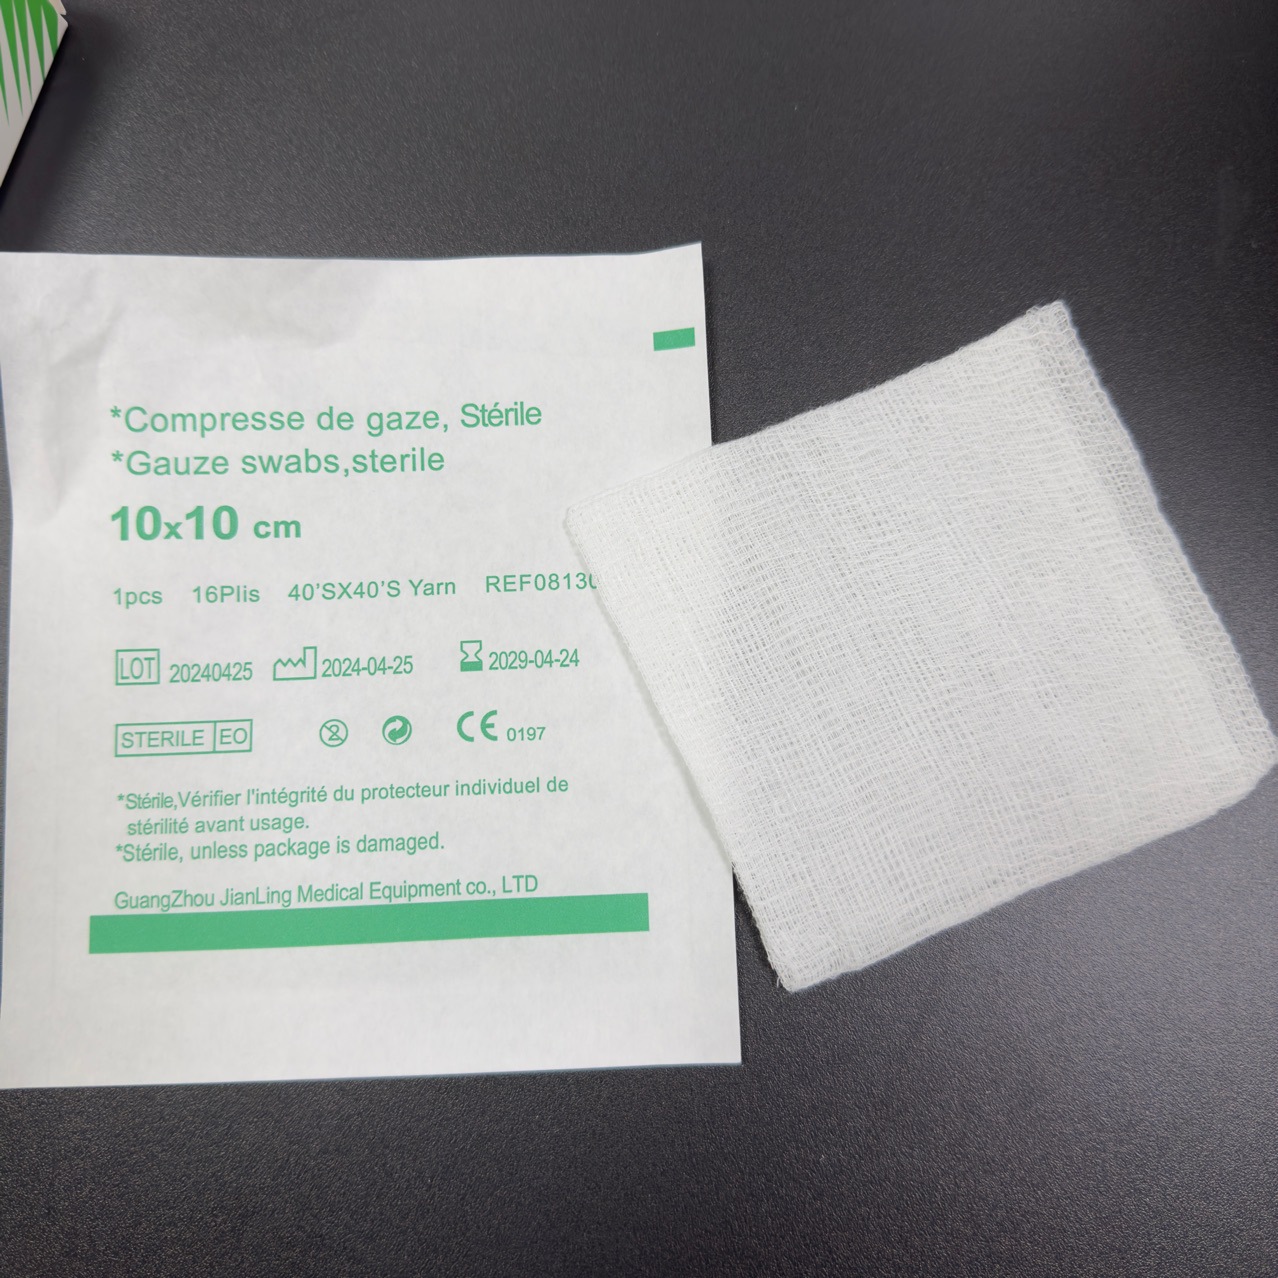 *Compresse de gaze, Stérile
*Gauze swabs,sterile
10x10 cm
1pcs 16Plis 40'SX40'S Yarn
LOT 20240425 2024-04-25 2029-04-24
STERILE EO 2 CE 0197
*Stérile,Vérifier l'intégrité du protecteur individuel de
stérilité avant usage.
*Stérile, unless package is damaged.
GuangZhou JianLing Medical Equipment co., LTD